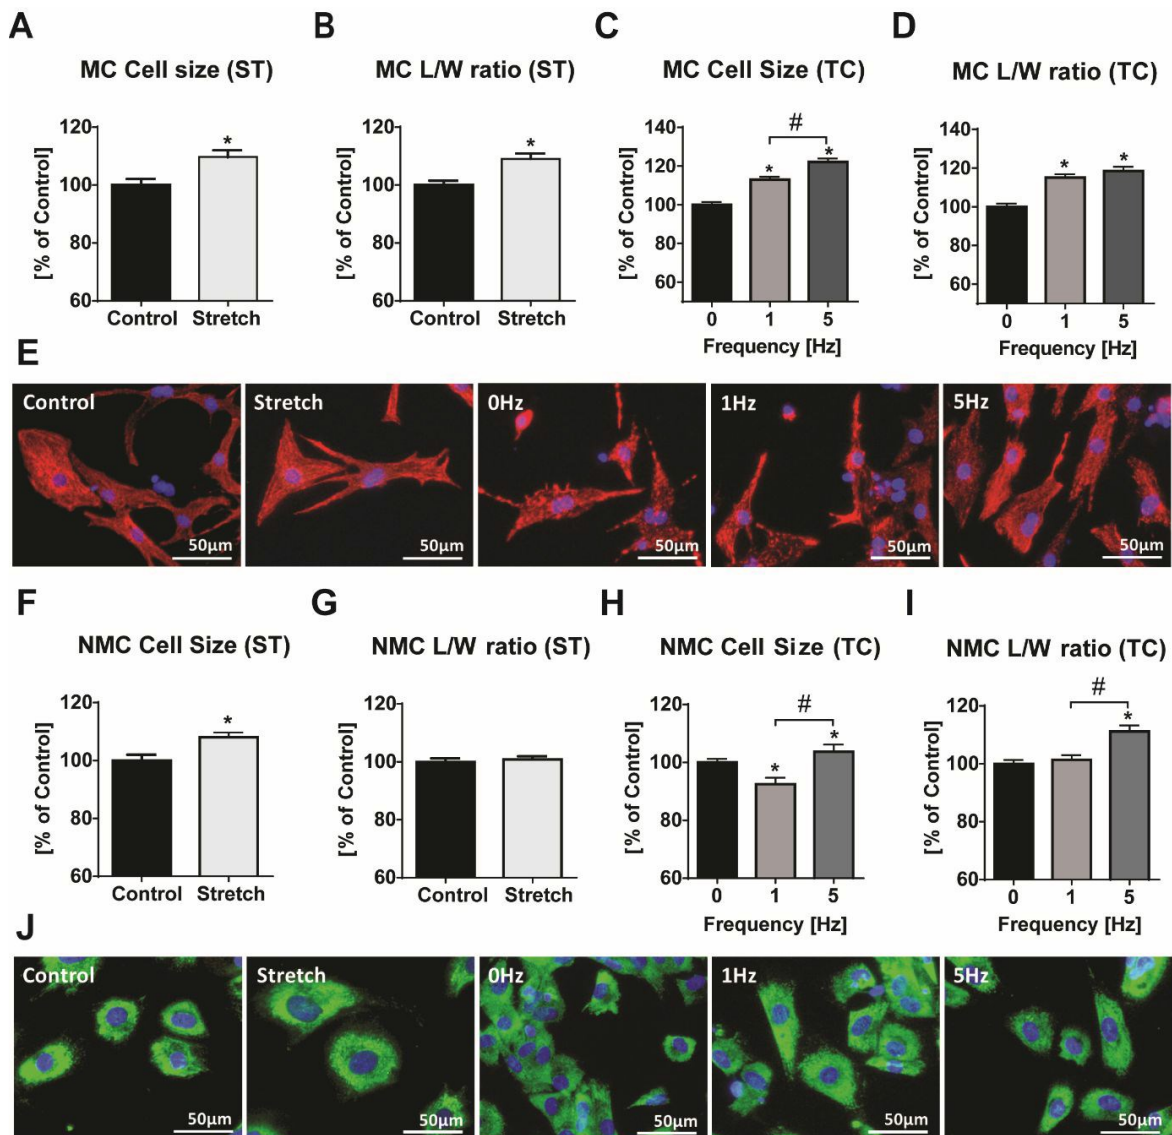 A
B
C
D
MC Cell size (ST)
MC L/W ratio (ST)
MC Cell Size (TC)
MC L/W ratio (TC)
[% of Control]
120
100
80
60
*
Control Stretch
[% of Control]
120
100
80
60
*
Control Stretch
[% of Control]
140
120
100
80
60
#
* *
0 1 5
Frequency [Hz]
[% of Control]
140
120
100
80
60
* *
0 1 5
Frequency [Hz]
E
Control
50µm
Stretch
50µm
0Hz
50µm
1Hz
50µm
5Hz
50µm
F
G
H
I
NMC Cell Size (ST)
NMC L/W ratio (ST)
NMC Cell Size (TC)
NMC L/W ratio (TC)
[% of Control]
120
100
80
60
*
Control Stretch
[% of Control]
120
100
80
60
Control Stretch
[% of Control]
120
100
80
60
#
* *
0 1 5
Frequency [Hz]
[% of Control]
120
100
80
60
#
*
0 1 5
Frequency [Hz]
J
Control
50µm
Stretch
50µm
0Hz
50µm
1Hz
50µm
5Hz
50µm